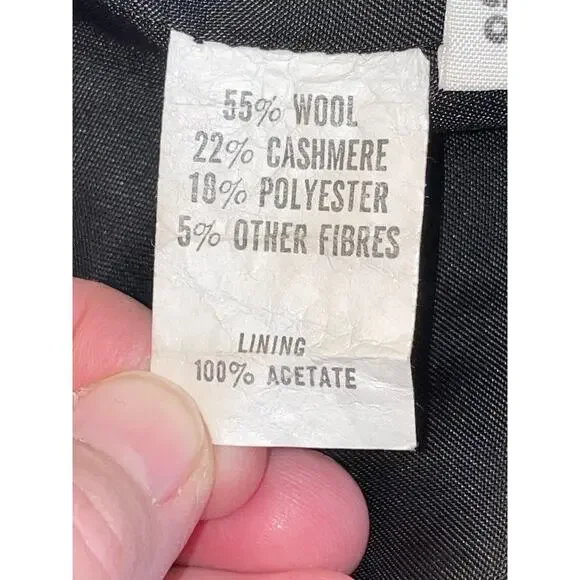 55% WOOL
22% CASHMERE
18% POLYESTER
5% OTHER FIBRES
LINING
100% ACETATE